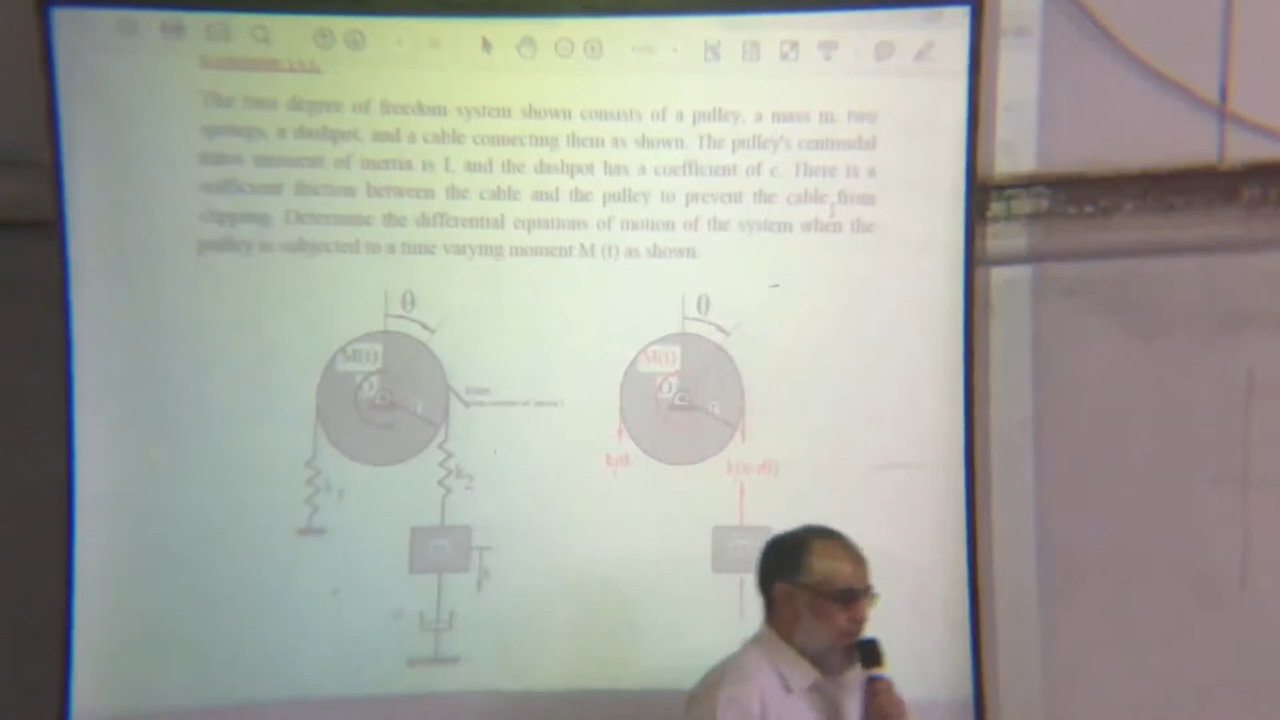 The two degree of freedom system shown consists of a pulley, a mass m, two
springs, a dashpot, and a cable connecting them as shown. The pulley's centroidal
mass moment of inertia is I, and the dashpot has a coefficient of c. There is a
sufficient friction between the cable and the pulley to prevent the cable from
slipping. Determine the differential equations of motion of the system when the
pulley is subjected to a time varying moment M (t) as shown.
θ
θ
M(t)
M(t)
k2